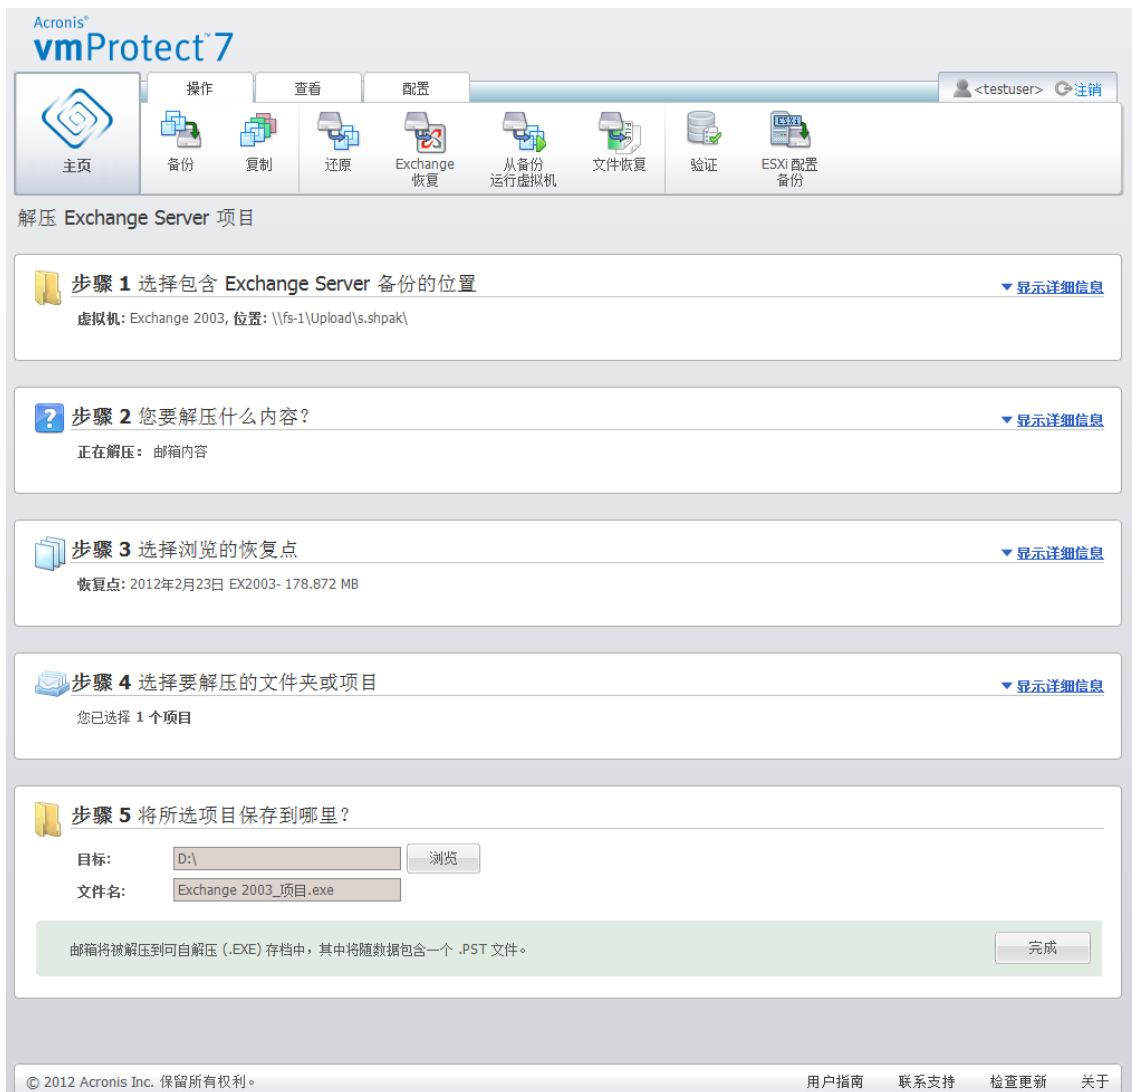 Acronis®
vmProtect™7
操作 查看 配置 <testuser> 注销
主页 备份 复制 还原 Exchange 恢复 从备份 运行虚拟机 文件恢复 验证 ESXi 配置 备份
解压 Exchange Server 项目
步骤 1 选择包含 Exchange Server 备份的位置 显示详细信息
虚拟机: Exchange 2003, 位置: \\fs-1\Upload\s.shpak\
步骤 2 您要解压什么内容? 显示详细信息
正在解压: 邮箱内容
步骤 3 选择浏览的恢复点 显示详细信息
恢复点: 2012年2月23日 EX2003- 178.872 MB
步骤 4 选择要解压的文件夹或项目 显示详细信息
您已选择 1 个项目
步骤 5 将所选项目保存到哪里?
目标: D:\ 浏览
文件名: Exchange 2003_项目.exe
邮箱将被解压到可自解压 (.EXE) 存档中，其中将随数据包含一个 .PST 文件。 完成
© 2012 Acronis Inc. 保留所有权利。 用户指南 联系支持 检查更新 关于